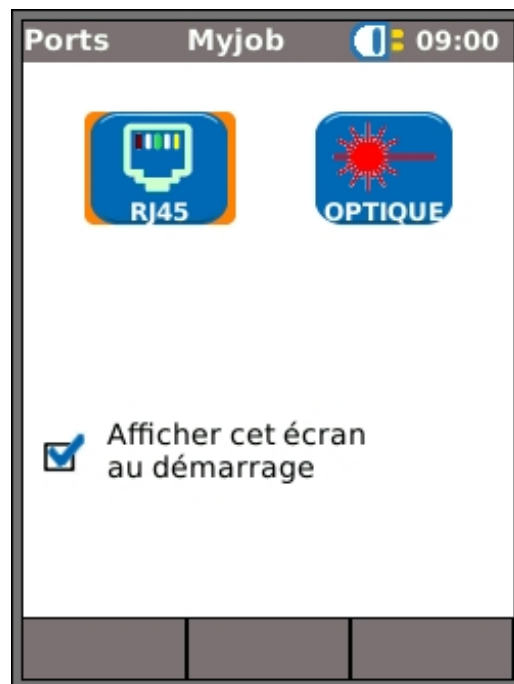 Ports Myjob 09:00
RJ45 OPTIQUE
Afficher cet écran
au démarrage